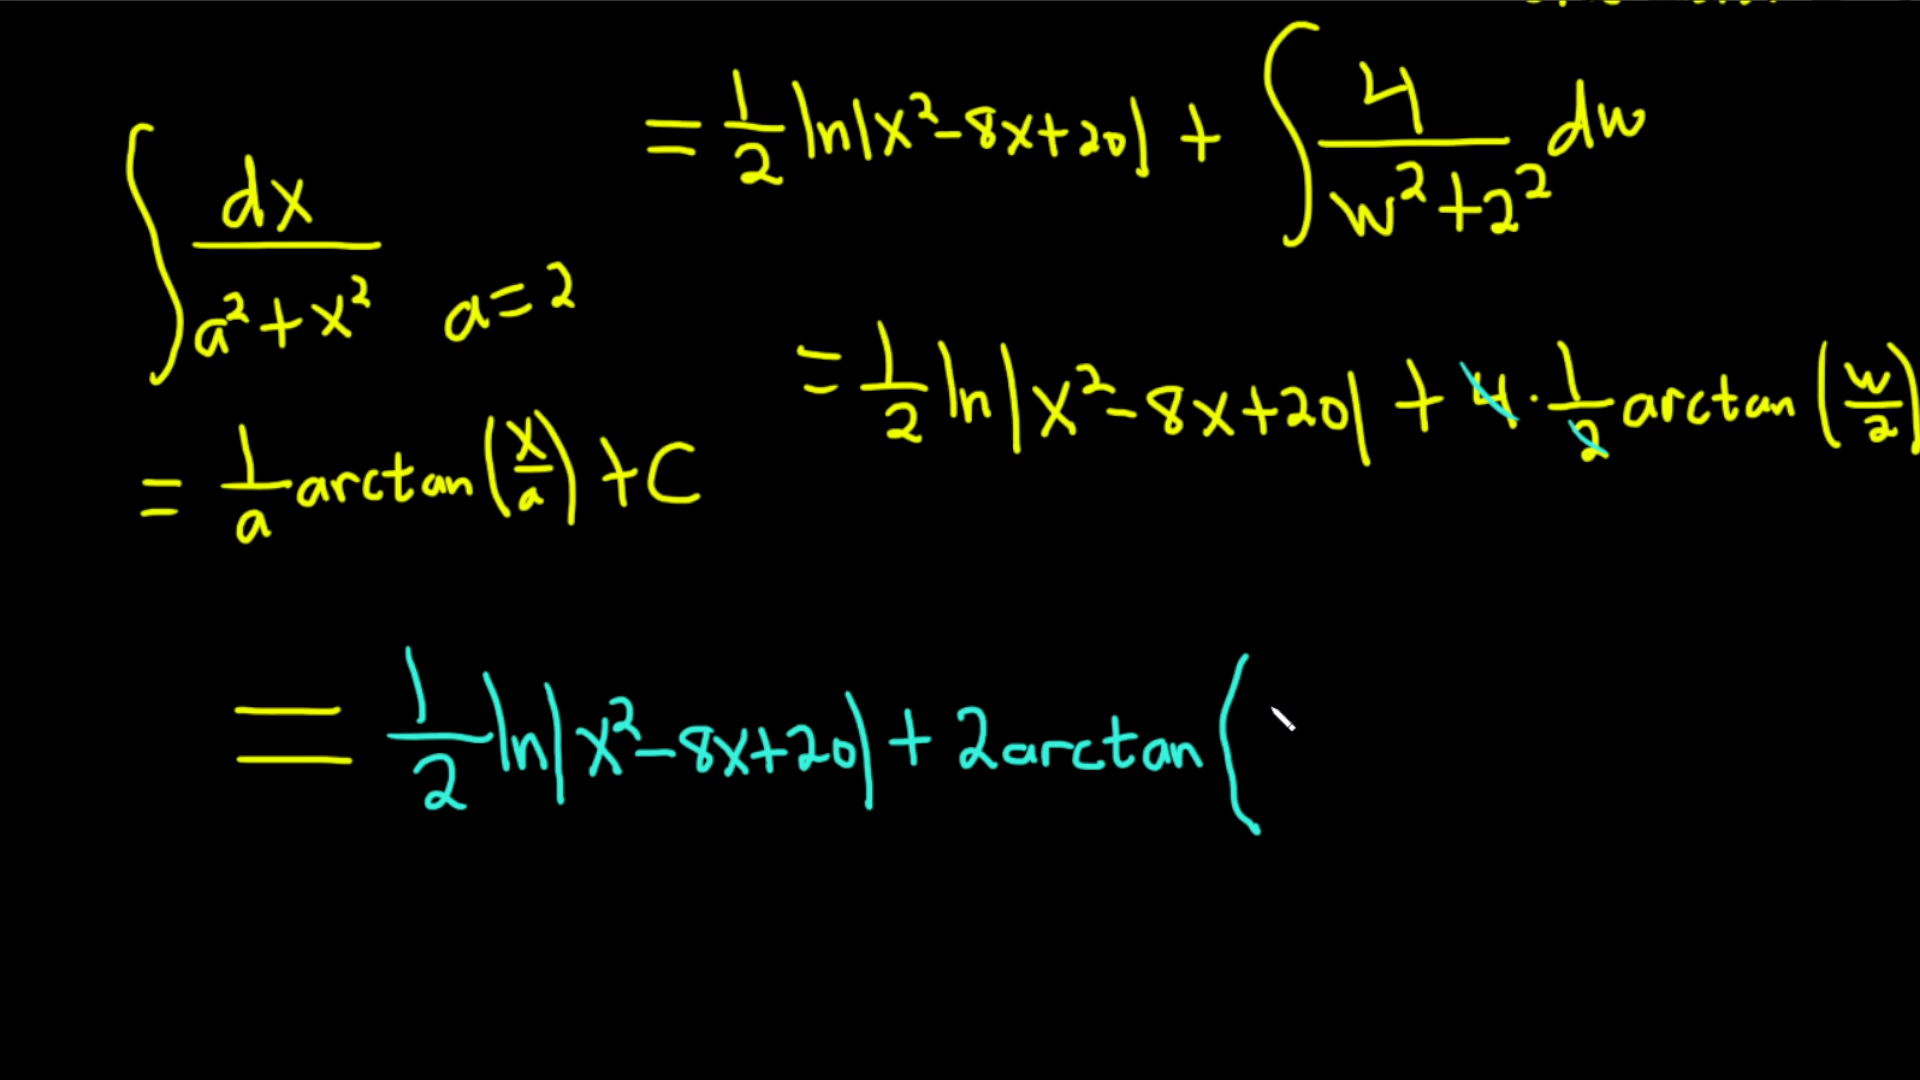 = 1/2 ln|x²-8x+20| + ∫ 4/(w²+2²) dw
∫ dx/(a²+x²) a=2
= 1/2 ln|x²-8x+20| + 4·1/2 arctan(w/2)
= 1/a arctan(x/a)+C
= 1/2 ln|x²-8x+20| + 2arctan(